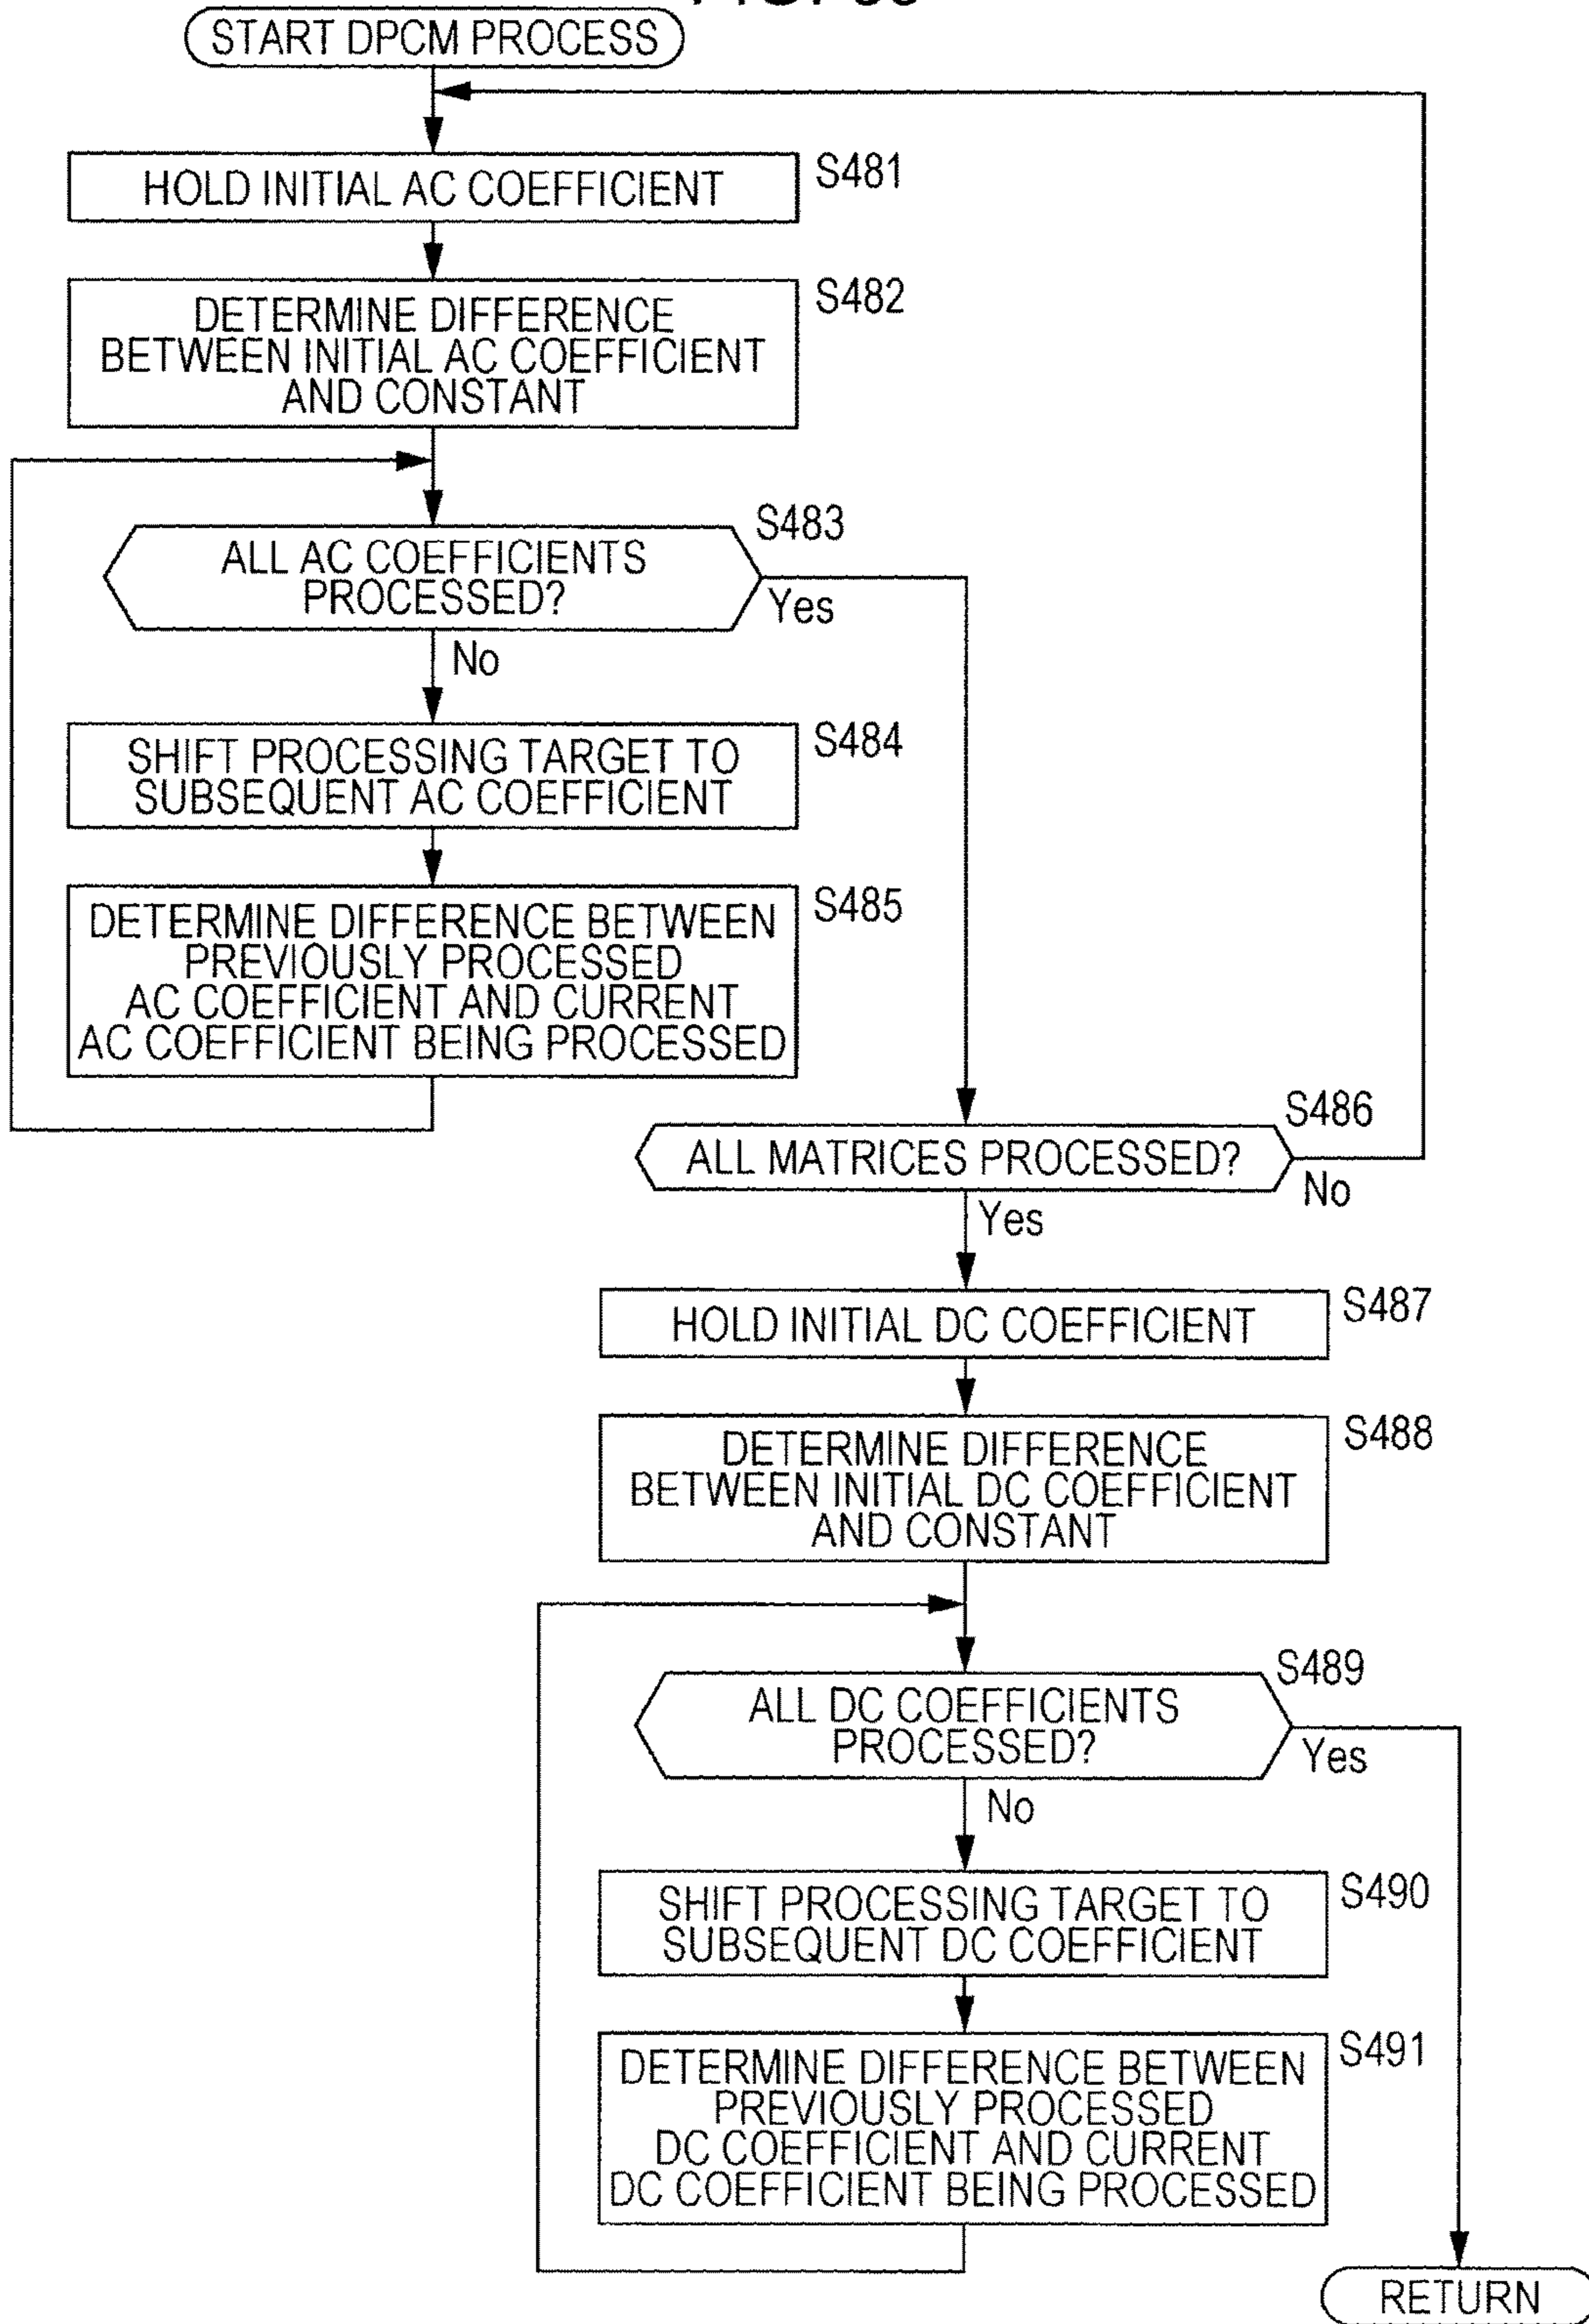 START DPCM PROCESS
HOLD INITIAL AC COEFFICIENT
S481
DETERMINE DIFFERENCE
BETWEEN INITIAL AC COEFFICIENT
AND CONSTANT
S482
ALL AC COEFFICIENTS
PROCESSED?
S483
Yes
No
SHIFT PROCESSING TARGET TO
SUBSEQUENT AC COEFFICIENT
S484
DETERMINE DIFFERENCE BETWEEN
PREVIOUSLY PROCESSED
AC COEFFICIENT AND CURRENT
AC COEFFICIENT BEING PROCESSED
S485
ALL MATRICES PROCESSED?
S486
No
Yes
HOLD INITIAL DC COEFFICIENT
S487
DETERMINE DIFFERENCE
BETWEEN INITIAL DC COEFFICIENT
AND CONSTANT
S488
ALL DC COEFFICIENTS
PROCESSED?
S489
Yes
No
SHIFT PROCESSING TARGET TO
SUBSEQUENT DC COEFFICIENT
S490
DETERMINE DIFFERENCE BETWEEN
PREVIOUSLY PROCESSED
DC COEFFICIENT AND CURRENT
DC COEFFICIENT BEING PROCESSED
S491
RETURN